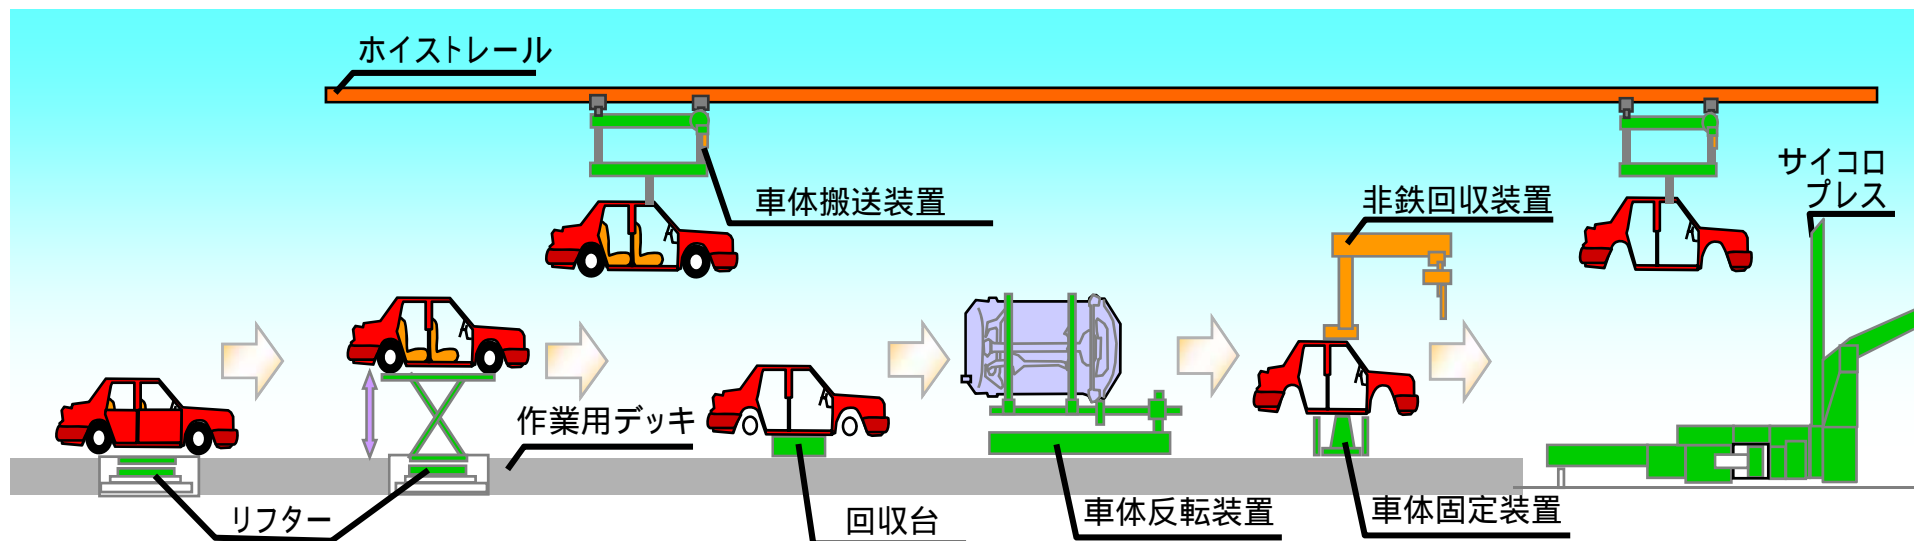 ホイストレール
車体搬送装置
非鉄回収装置
サイコロ
プレス
作業用デッキ
リフター
回収台
車体反転装置
車体固定装置